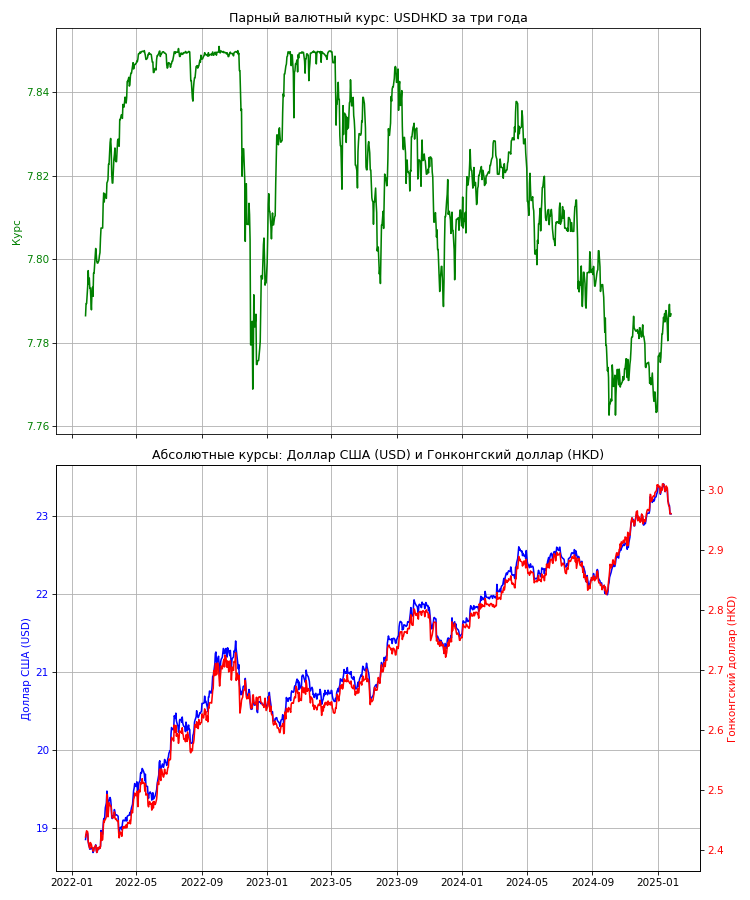 Парный валютный курс: USDHKD за три года
7.84
7.82
7.80
7.78
7.76
Курс
Абсолютные курсы: Доллар США (USD) и Гонконгский доллар (HKD)
23
22
21
20
19
Доллар США (USD)
3.0
2.9
2.8
2.7
2.6
2.5
2.4
Гонконгский доллар (HKD)
2022-01 2022-05 2022-09 2023-01 2023-05 2023-09 2024-01 2024-05 2024-09 2025-01